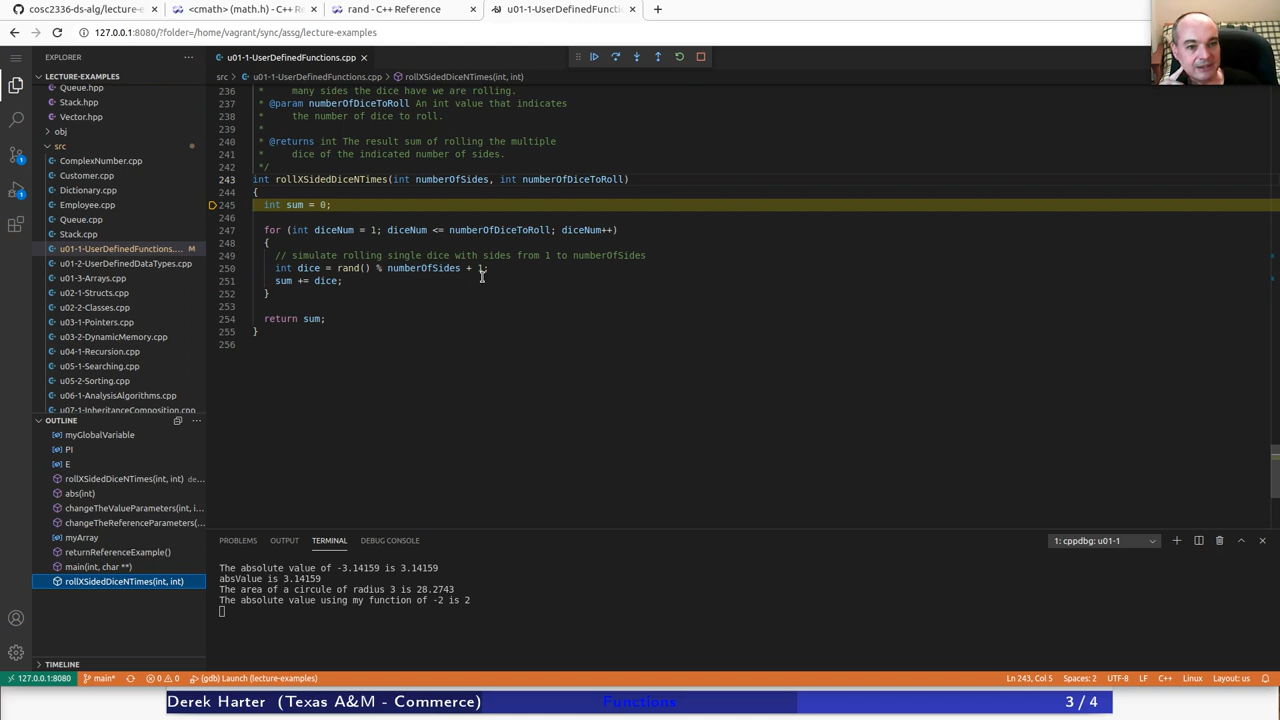 cosc2336-ds-alg/lecture-e
<cmath> (math.h) - C++ R
rand - C++ Reference
u01-1-UserDefinedFuncti
127.0.0.1:8080/?folder=/home/vagrant/sync/assg/lecture-examples
EXPLORER
LECTURE-EXAMPLES
Queue.hpp
Stack.hpp
Vector.hpp
obj
src
ComplexNumber.cpp
Customer.cpp
Dictionary.cpp
Employee.cpp
Queue.cpp
Stack.cpp
u01-1-UserDefinedFunctions.... M
u01-2-UserDefinedDataTypes.cpp
u01-3-Arrays.cpp
u02-1-Structs.cpp
u02-2-Classes.cpp
u03-1-Pointers.cpp
u03-2-DynamicMemory.cpp
u04-1-Recursion.cpp
u05-1-Searching.cpp
u05-2-Sorting.cpp
u06-1-AnalysisAlgorithms.cpp
u07-1-InheritanceComposition.cpp
OUTLINE
myGlobalVariable
PI
E
rollXSidedDiceNTimes(int, int) de...
abs(int)
changeTheValueParameters(int, i...
changeTheReferenceParameters(...
myArray
returnReferenceExample()
main(int, char **)
rollXSidedDiceNTimes(int, int)
TIMELINE
u01-1-UserDefinedFunctions.cpp
src > u01-1-UserDefinedFunctions.cpp > rollXSidedDiceNTimes(int, int)
236 * many sides the dice have we are rolling.
237 * @param numberOfDiceToRoll An int value that indicates
238 * the number of dice to roll.
239 *
240 * @returns int The result sum of rolling the multiple
241 * dice of the indicated number of sides.
242 */
243 int rollXSidedDiceNTimes(int numberOfSides, int numberOfDiceToRoll)
244 {
245 int sum = 0;
246
247 for (int diceNum = 1; diceNum <= numberOfDiceToRoll; diceNum++)
248 {
249 // simulate rolling single dice with sides from 1 to numberOfSides
250 int dice = rand() % numberOfSides + 1;
251 sum += dice;
252 }
253
254 return sum;
255 }
256
PROBLEMS OUTPUT TERMINAL DEBUG CONSOLE
1: cppdbg: u01-1
The absolute value of -3.14159 is 3.14159
absValue is 3.14159
The area of a circule of radius 3 is 28.2743
The absolute value using my function of -2 is 2
127.0.0.1:8080 main* 0 0 (gdb) Launch (lecture-examples) Ln 243, Col 5 Spaces: 2 UTF-8 LF C++ Linux Layout: us
Derek Harter (Texas A&M - Commerce) Functions 3 / 4